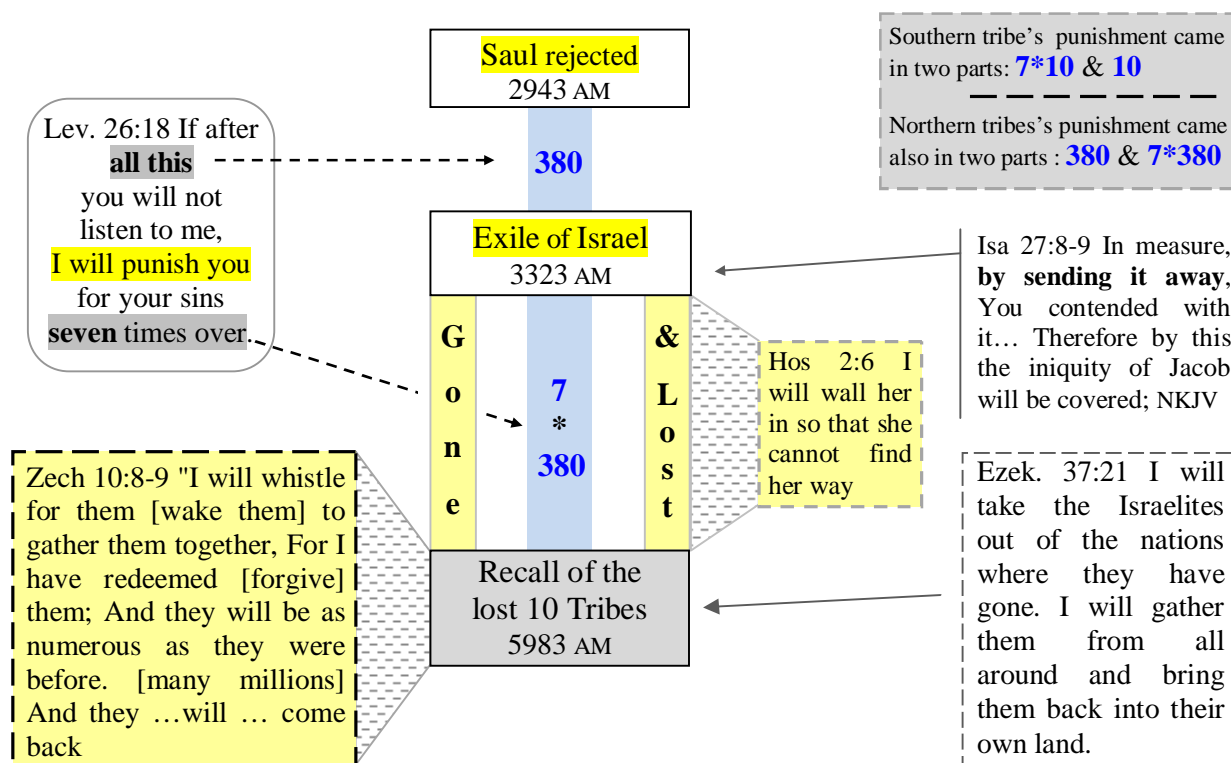 Saul rejected
2943 AM
Southern tribe's punishment came
in two parts: 7*10 & 10
Northern tribes's punishment came
also in two parts : 380 & 7*380
Lev. 26:18 If after
all this
you will not
listen to me,
I will punish you
for your sins
seven times over.
380
Exile of Israel
3323 AM
Isa 27:8-9 In measure,
by sending it away,
You contended with
it… Therefore by this
the iniquity of Jacob
will be covered; NKJV
G
o
n
e
7
*
380
&
L
o
s
t
Hos 2:6 I
will wall her
in so that she
cannot find
her way
Zech 10:8-9 "I will whistle
for them [wake them] to
gather them together, For I
have redeemed [forgive]
them; And they will be as
numerous as they were
before. [many millions]
And they …will … come
back
Recall of the
lost 10 Tribes
5983 AM
Ezek. 37:21 I will
take the Israelites
out of the nations
where they have
gone. I will gather
them from all
around and bring
them back into their
own land.